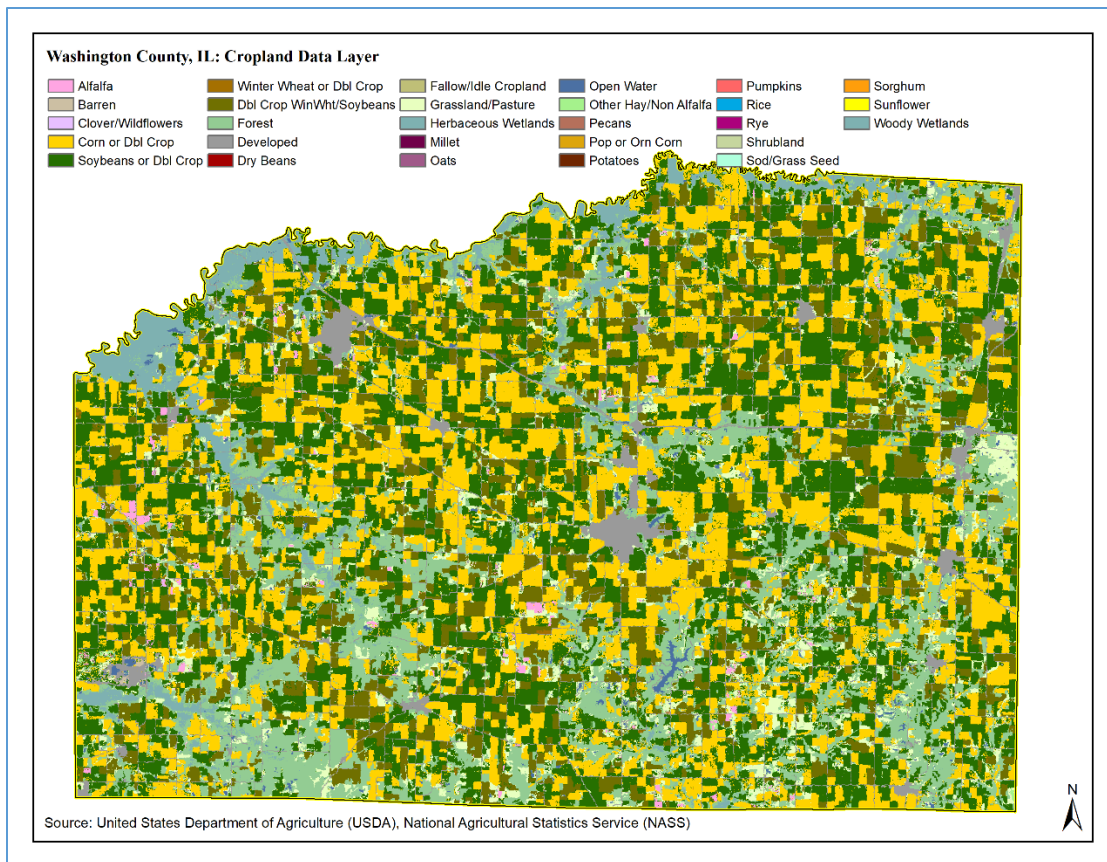 Washington County, IL: Cropland Data Layer
Alfalfa
Barren
Clover/Wildflowers
Corn or Dbl Crop
Soybeans or Dbl Crop
Winter Wheat or Dbl Crop
Dbl Crop WinWht/Soybeans
Forest
Developed
Dry Beans
Fallow/Idle Cropland
Grassland/Pasture
Herbaceous Wetlands
Millet
Oats
Open Water
Other Hay/Non Alfalfa
Pecans
Pop or Orn Corn
Potatoes
Pumpkins
Rice
Rye
Shrubland
Sod/Grass Seed
Sorghum
Sunflower
Woody Wetlands
N
Source: United States Department of Agriculture (USDA), National Agricultural Statistics Service (NASS)